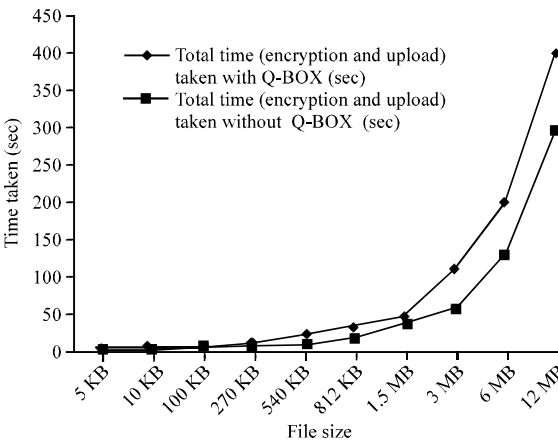 450
400
350
300
250
200
150
100
50
0
Time taken (sec)
Total time (encryption and upload)
taken with Q-BOX (sec)
Total time (encryption and upload)
taken without Q-BOX (sec)
5 KB
10 KB
100 KB
270 KB
540 KB
812 KB
1.5 MB
3 MB
6 MB
12 MB
File size